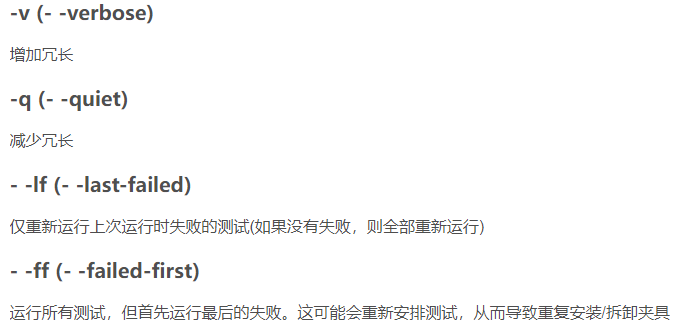 -v (- -verbose)
增加冗长
-q (- -quiet)
减少冗长
- -lf (- -last-failed)
仅重新运行上次运行时失败的测试(如果没有失败，则全部重新运行)
- -ff (- -failed-first)
运行所有测试，但首先运行最后的失败。这可能会重新安排测试，从而导致重复安装/拆卸夹具